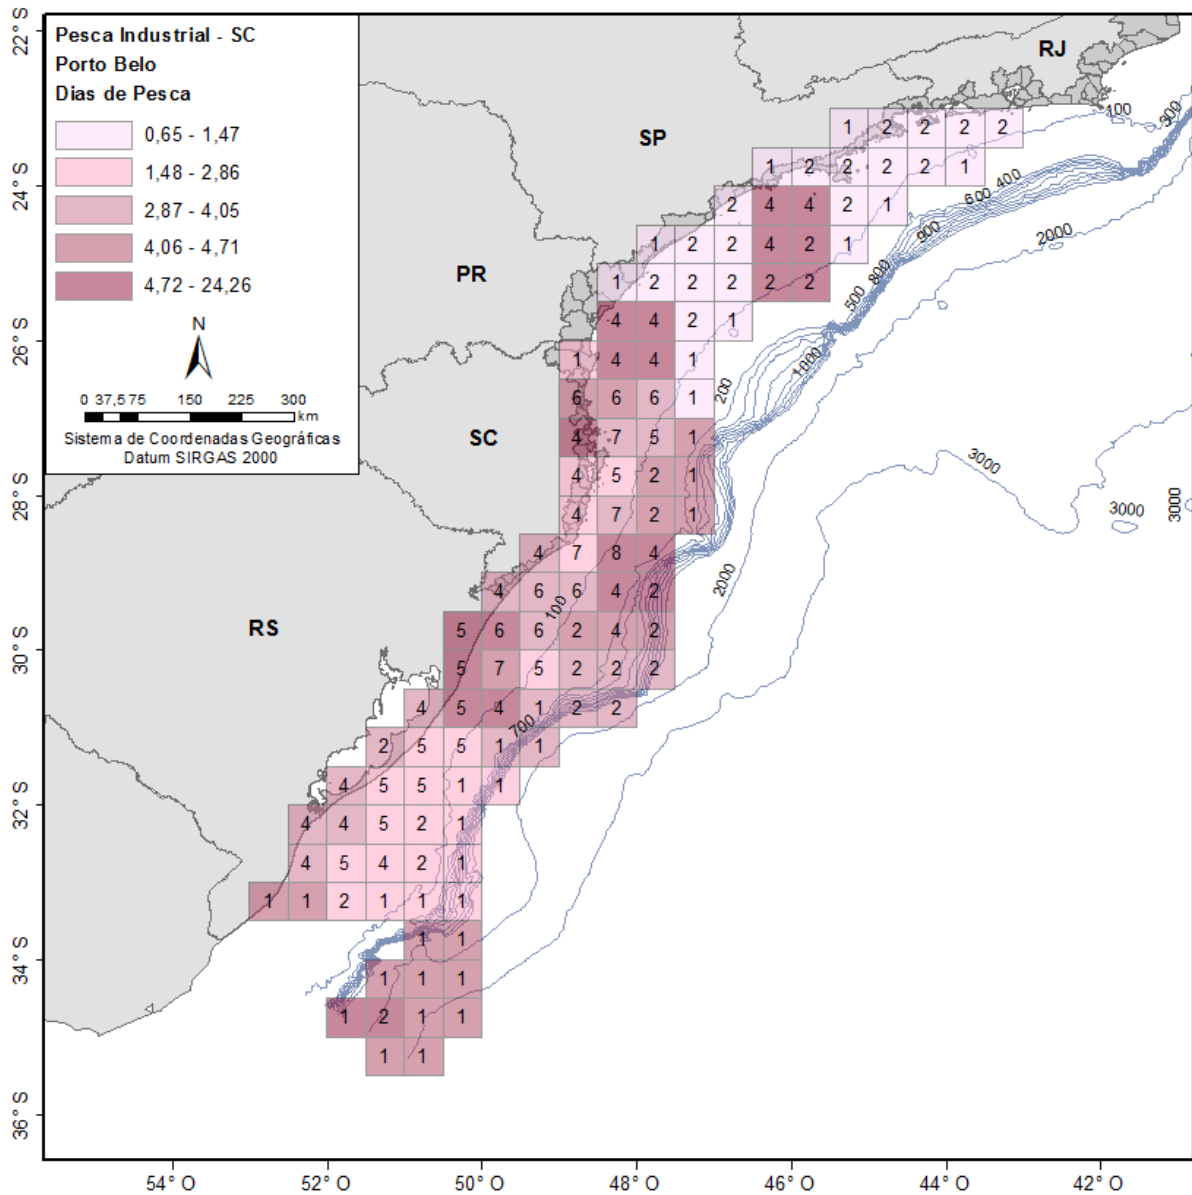 Pesca Industrial - SC
Porto Belo
Dias de Pesca
0,65 - 1,47
1,48 - 2,86
2,87 - 4,05
4,06 - 4,71
4,72 - 24,26
N
0 37,5 75 150 225 300
km
Sistema de Coordenadas Geográficas
Datum SIRGAS 2000
22° S
24° S
26° S
28° S
30° S
32° S
34° S
36° S
RJ
SP
PR
SC
RS
100
300
1 2 2 2 2
1 2 2 2 2 1
600 400
2 4 4 2 1
900
2000
1 2 2 4 2 1
800
500
1 2 2 2 2 2
4 4 2 1
1 4 4 1
1000
200
6 6 6 1
4 7 5 1
3000
4 5 2 1
3000
3000
4 7 2 1
4 7 8 4
2000
4 6 6 4 2
100
5 6 6 2 4 2
5 7 5 2 2 2
4 5 4 1 2 2
700
2 5 5 1 1
4 5 5 1 1
4 4 5 2 1
4 5 4 2 1
1 1 2 1 1 1
1 1
1 1 1
1 2 1 1
1 1
54° O 52° O 50° O 48° O 46° O 44° O 42° O